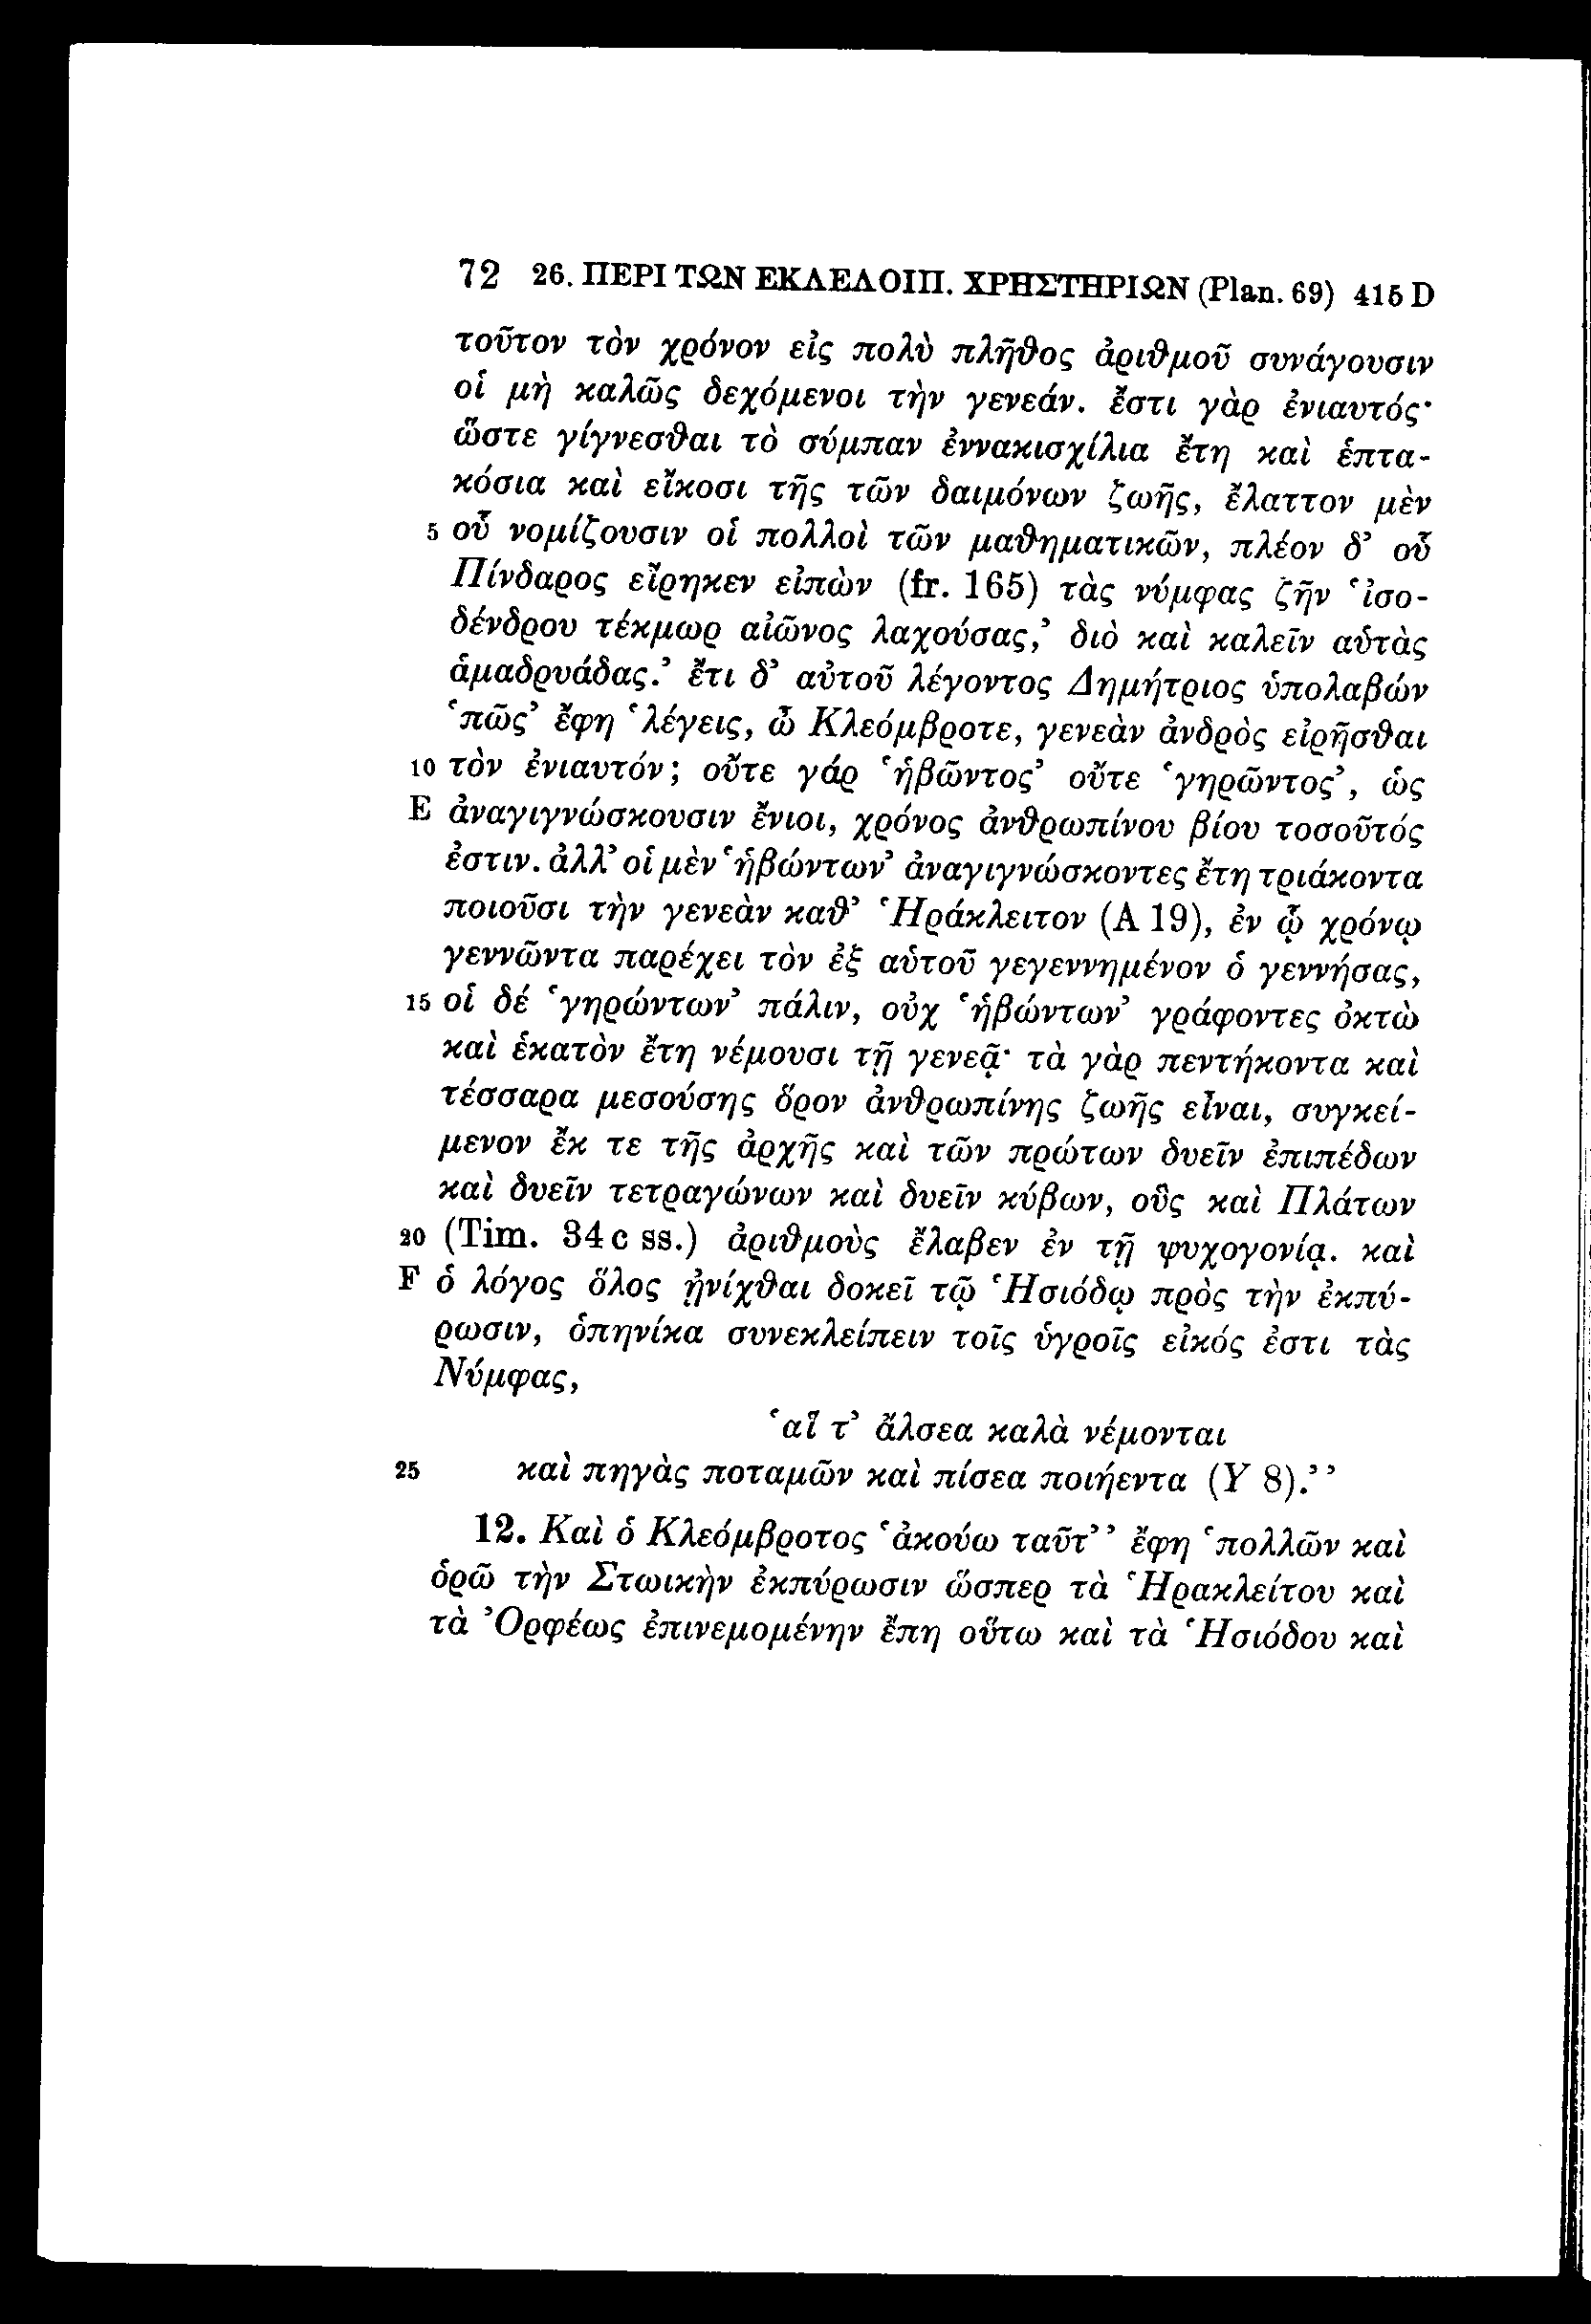 72 26. ΠΕΡΙ ΤΩΝ ΕΚΛΕΛΟΙΠ. ΧΡΗΣΤΗΡΙΩΝ (Plan. 69) 415 D
τοῦτον τὸν χρόνον εἰς πολὺ πλῆθος ἀριθμοῦ συνάγουσιν
οἱ μὴ καλῶς δεχόμενοι τὴν γενεάν. ἔστι γὰρ ἐνιαυτός·
ὥστε γίγνεσθαι τὸ σύμπαν ἐννακισχίλια ἔτη καὶ ἑπτα-
κόσια καὶ εἴκοσι τῆς τῶν δαιμόνων ζωῆς, ἔλαττον μὲν
5 οὗ νομίζουσιν οἱ πολλοὶ τῶν μαθηματικῶν, πλέον δ’ οὗ
Πίνδαρος εἴρηκεν εἰπὼν (fr. 165) τὰς νύμφας ζῆν ‘ἰσο-
δένδρου τέκμωρ αἰῶνος λαχούσας,’ διὸ καὶ καλεῖν αὐτὰς
ἁμαδρυάδας.’ ἔτι δ’ αὐτοῦ λέγοντος Δημήτριος ὑπολαβών
‘πῶς’ ἔφη ‘λέγεις, ὦ Κλεόμβροτε, γενεὰν ἀνδρὸς εἰρῆσθαι
10 τὸν ἐνιαυτόν; οὔτε γάρ ‘ἡβῶντος’ οὔτε ‘γηρῶντος’, ὡς
E ἀναγιγνώσκουσιν ἔνιοι, χρόνος ἀνθρωπίνου βίου τοσοῦτός
ἐστιν. ἀλλ’ οἱ μὲν ‘ἡβώντων’ ἀναγιγνώσκοντες ἔτη τριάκοντα
ποιοῦσι τὴν γενεὰν καθ’ Ἡράκλειτον (A 19), ἐν ᾧ χρόνῳ
γεννῶντα παρέχει τὸν ἐξ αὑτοῦ γεγεννημένον ὁ γεννήσας,
15 οἱ δέ ‘γηρώντων’ πάλιν, οὐχ ‘ἡβώντων’ γράφοντες ὀκτὼ
καὶ ἑκατὸν ἔτη νέμουσι τῇ γενεᾷ· τὰ γὰρ πεντήκοντα καὶ
τέσσαρα μεσούσης ὅρον ἀνθρωπίνης ζωῆς εἶναι, συγκεί-
μενον ἔκ τε τῆς ἀρχῆς καὶ τῶν πρώτων δυεῖν ἐπιπέδων
καὶ δυεῖν τετραγώνων καὶ δυεῖν κύβων, οὓς καὶ Πλάτων
20 (Tim. 34 c ss.) ἀριθμοὺς ἔλαβεν ἐν τῇ ψυχογονίᾳ. καὶ
F ὁ λόγος ὅλος ᾐνίχθαι δοκεῖ τῷ Ἡσιόδῳ πρὸς τὴν ἐκπύ-
ρωσιν, ὁπηνίκα συνεκλείπειν τοῖς ὑγροῖς εἰκός ἐστι τὰς
Νύμφας,
‘αἵ τ’ ἄλσεα καλὰ νέμονται
25 καὶ πηγὰς ποταμῶν καὶ πίσεα ποιήεντα (Υ 8).’’
12. Καὶ ὁ Κλεόμβροτος ‘ἀκούω ταῦτ’’ ἔφη ‘πολλῶν καὶ
ὁρῶ τὴν Στωικὴν ἐκπύρωσιν ὥσπερ τὰ Ἡρακλείτου καὶ
τὰ Ὀρφέως ἐπινεμομένην ἔπη οὕτω καὶ τὰ Ἡσιόδου καὶ